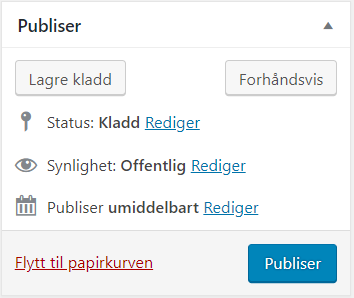 Publiser
Lagre kladd Forhåndsvis
Status: Kladd Rediger
Synlighet: Offentlig Rediger
Publiser umiddelbart Rediger
Flytt til papirkurven Publiser